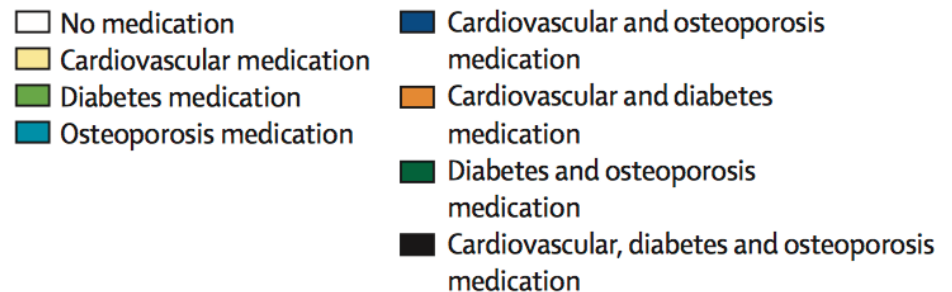 No medication
Cardiovascular medication
Diabetes medication
Osteoporosis medication
Cardiovascular and osteoporosis
medication
Cardiovascular and diabetes
medication
Diabetes and osteoporosis
medication
Cardiovascular, diabetes and osteoporosis
medication